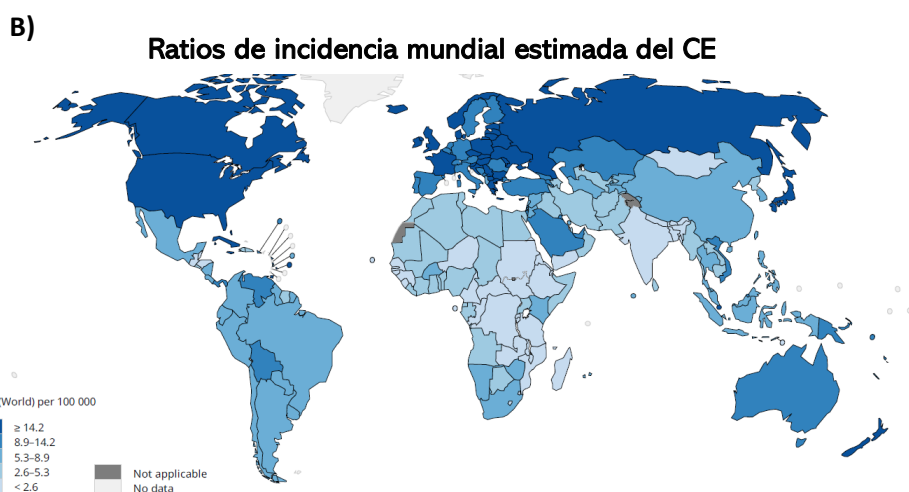 B)
Ratios de incidencia mundial estimada del CE
(World) per 100 000
≥ 14.2
8.9–14.2
5.3–8.9
2.6–5.3
< 2.6
Not applicable
No data